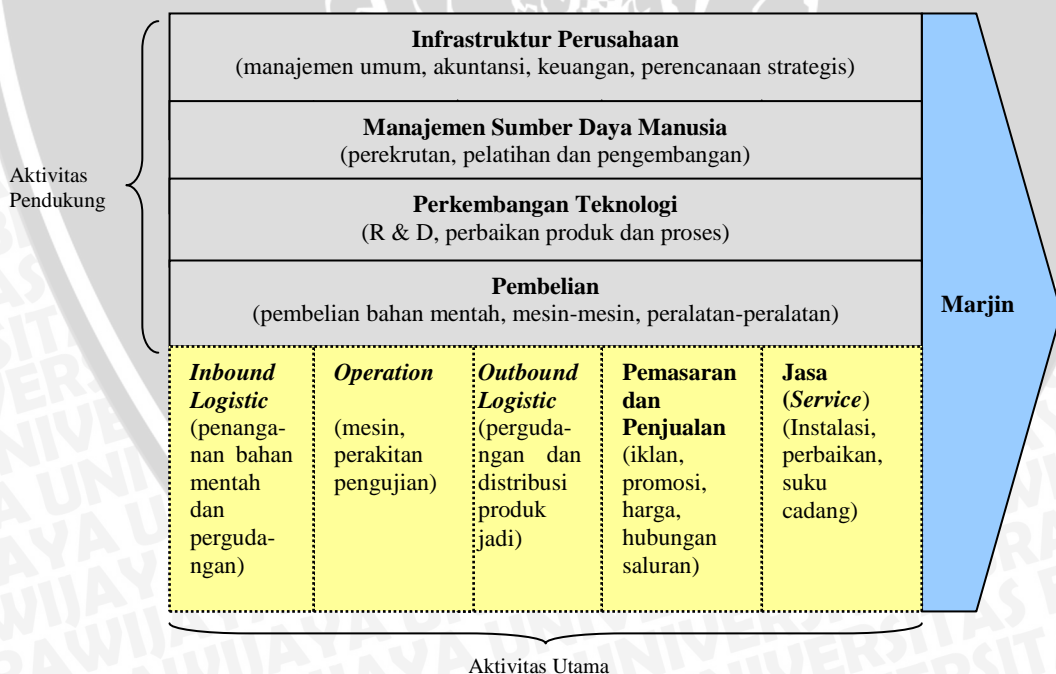 Infrastruktur Perusahaan
(manajemen umum, akuntansi, keuangan, perencanaan strategis)
Manajemen Sumber Daya Manusia
(perekrutan, pelatihan dan pengembangan)
Aktivitas
Pendukung
Perkembangan Teknologi
(R & D, perbaikan produk dan proses)
Pembelian
(pembelian bahan mentah, mesin-mesin, peralatan-peralatan)
Marjin
Inbound
Logistic
(penanga-
nan bahan
mentah
dan
perguda-
ngan)
Operation
(mesin,
perakitan
pengujian)
Outbound
Logistic
(perguda-
ngan dan
distribusi
produk
jadi)
Pemasaran
dan
Penjualan
(iklan,
promosi,
harga,
hubungan
saluran)
Jasa
(Service)
(Instalasi,
perbaikan,
suku
cadang)
Aktivitas Utama